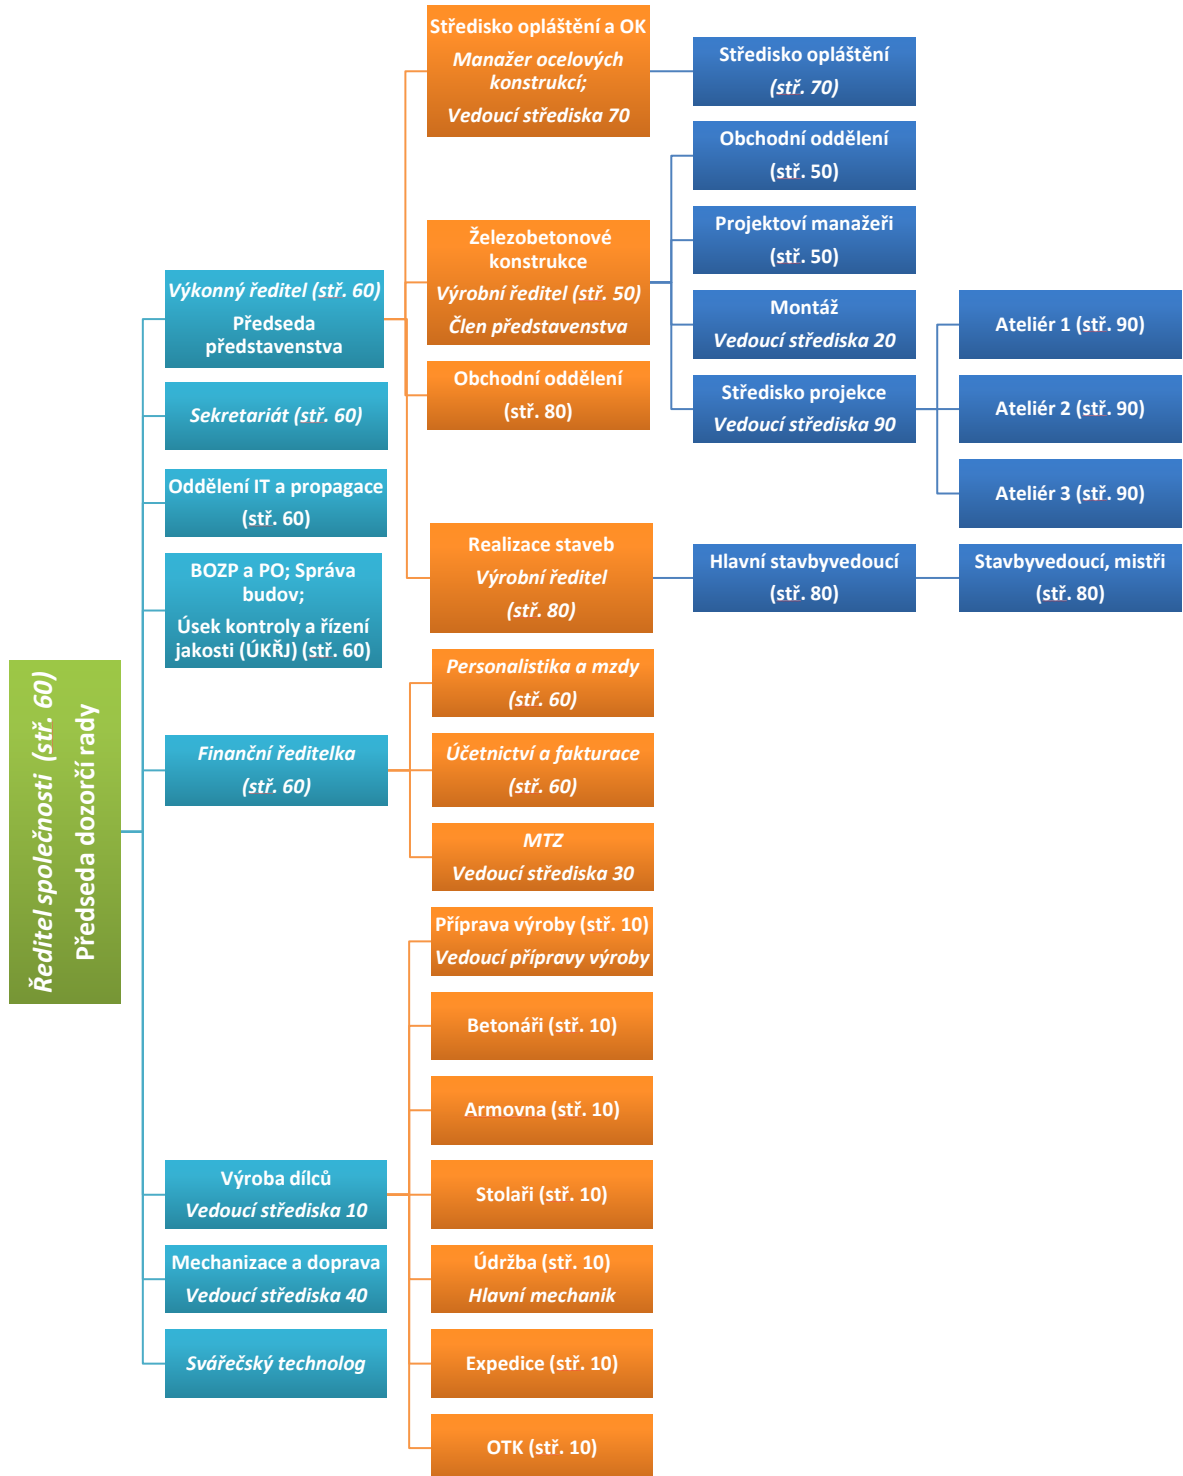 Ředitel společnosti (stř. 60)
Předseda dozorčí rady
Výkonný ředitel (stř. 60)
Předseda
představenstva
Sekretariát (stř. 60)
Oddělení IT a propagace
(stř. 60)
BOZP a PO; Správa
budov;
Úsek kontroly a řízení
jakosti (ÚKŘJ) (stř. 60)
Finanční ředitelka
(stř. 60)
Výroba dílců
Vedoucí střediska 10
Mechanizace a doprava
Vedoucí střediska 40
Svářečský technolog
Středisko opláštění a OK
Manažer ocelových
konstrukcí;
Vedoucí střediska 70
Železobetonové
konstrukce
Výrobní ředitel (stř. 50)
Člen představenstva
Obchodní oddělení
(stř. 80)
Realizace staveb
Výrobní ředitel
(stř. 80)
Personalistika a mzdy
(stř. 60)
Účetnictví a fakturace
(stř. 60)
MTZ
Vedoucí střediska 30
Příprava výroby (stř. 10)
Vedoucí přípravy výroby
Betonáři (stř. 10)
Armovna (stř. 10)
Stolaři (stř. 10)
Údržba (stř. 10)
Hlavní mechanik
Expedice (stř. 10)
OTK (stř. 10)
Středisko opláštění
(stř. 70)
Obchodní oddělení
(stř. 50)
Projektoví manažeři
(stř. 50)
Montáž
Vedoucí střediska 20
Středisko projekce
Vedoucí střediska 90
Hlavní stavbyvedoucí
(stř. 80)
Ateliér 1 (stř. 90)
Ateliér 2 (stř. 90)
Ateliér 3 (stř. 90)
Stavbyvedoucí, mistři
(stř. 80)